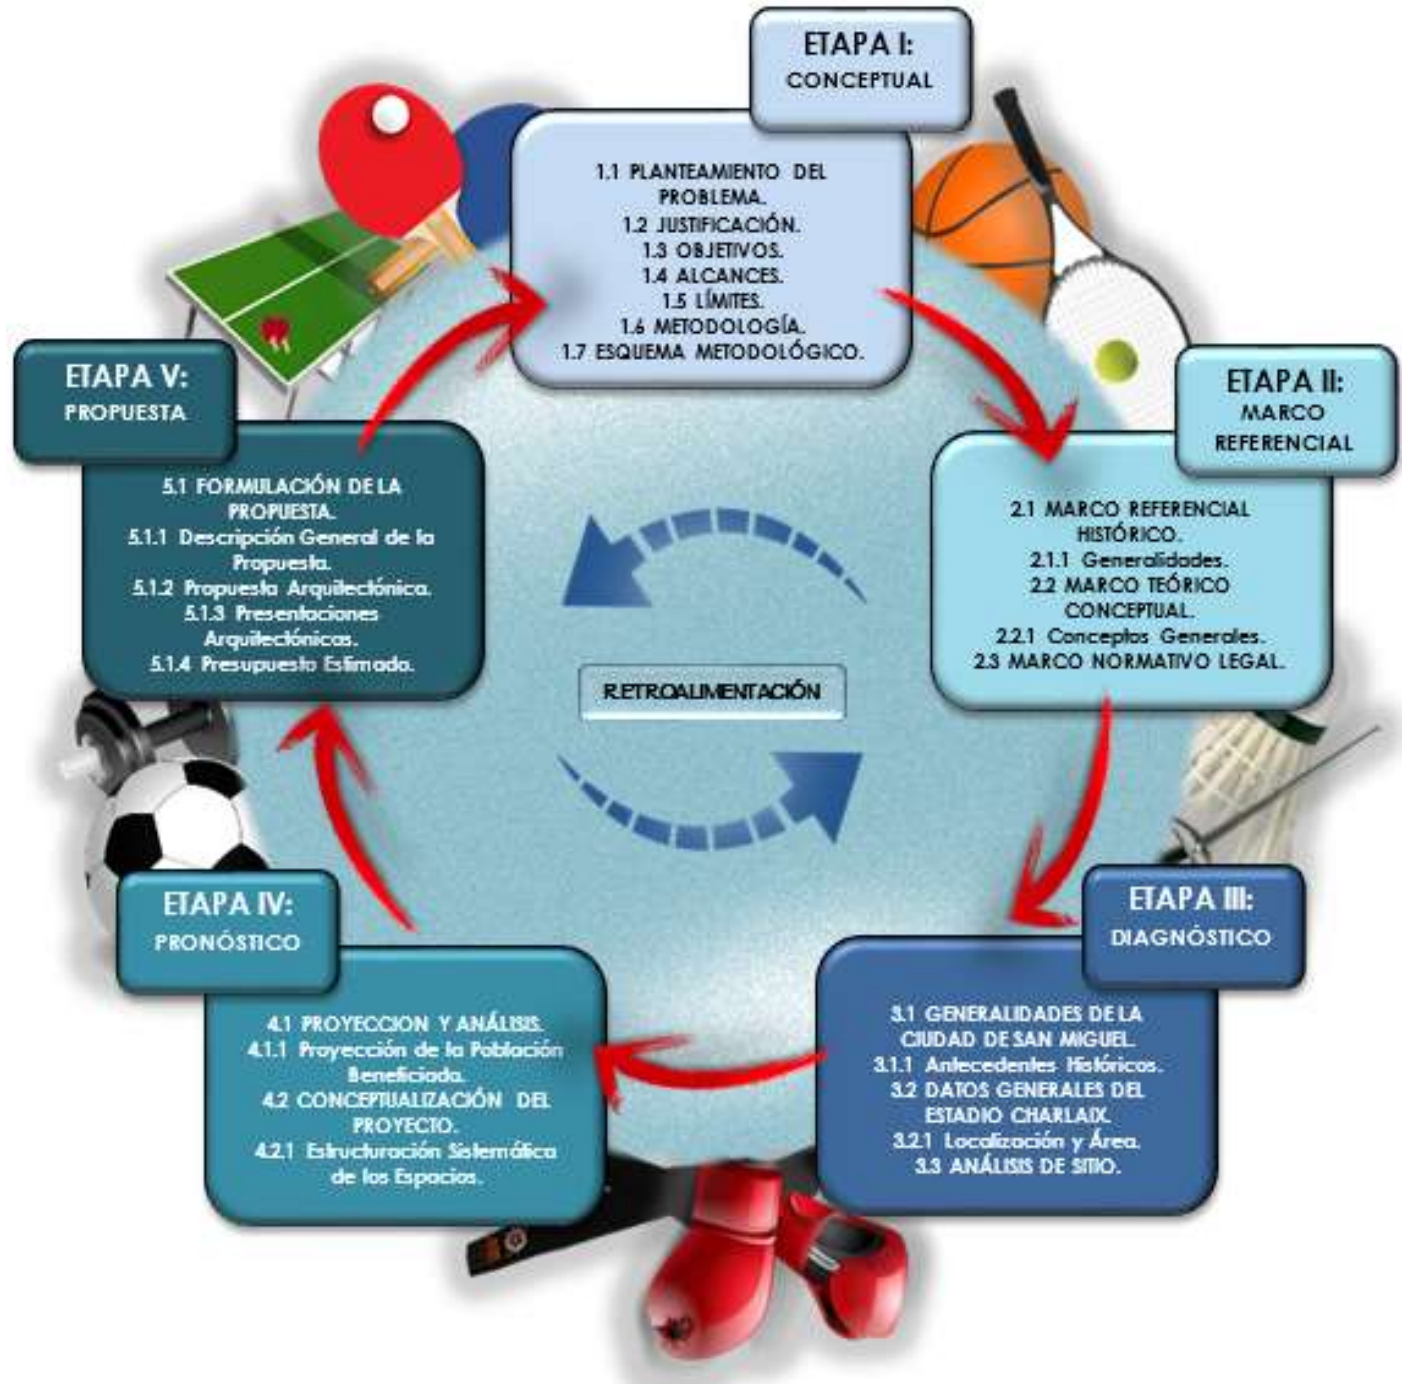 ETAPA I:
CONCEPTUAL
1.1 PLANTEAMIENTO DEL
PROBLEMA.
1.2 JUSTIFICACIÓN.
1.3 OBJETIVOS.
1.4 ALCANCES.
1.5 LÍMITES.
1.6 METODOLOGÍA.
1.7 ESQUEMA METODOLÓGICO.
ETAPA II:
MARCO
REFERENCIAL
2.1 MARCO REFERENCIAL
HISTÓRICO.
2.1.1 Generalidades.
2.2 MARCO TEÓRICO
CONCEPTUAL.
2.2.1 Conceptos Generales.
2.3 MARCO NORMATIVO LEGAL.
ETAPA III:
DIAGNÓSTICO
3.1 GENERALIDADES DE LA
CIUDAD DE SAN MIGUEL.
3.1.1 Antecedentes Históricos.
3.2 DATOS GENERALES DEL
ESTADIO CHARLAIX.
3.2.1 Localización y Área.
3.3 ANÁLISIS DE SITIO.
ETAPA IV:
PRONÓSTICO
4.1 PROYECCION Y ANÁLISIS.
4.1.1 Proyección de la Población
Beneficiada.
4.2 CONCEPTUALIZACIÓN DEL
PROYECTO.
4.2.1 Estructuración Sistemática
de los Espacios.
ETAPA V:
PROPUESTA
5.1 FORMULACIÓN DE LA
PROPUESTA.
5.1.1 Descripción General de la
Propuesta.
5.1.2 Propuesta Arquitectónica.
5.1.3 Presentaciones
Arquitectónicas.
5.1.4 Presupuesto Estimado.
RETROALIMENTACIÓN